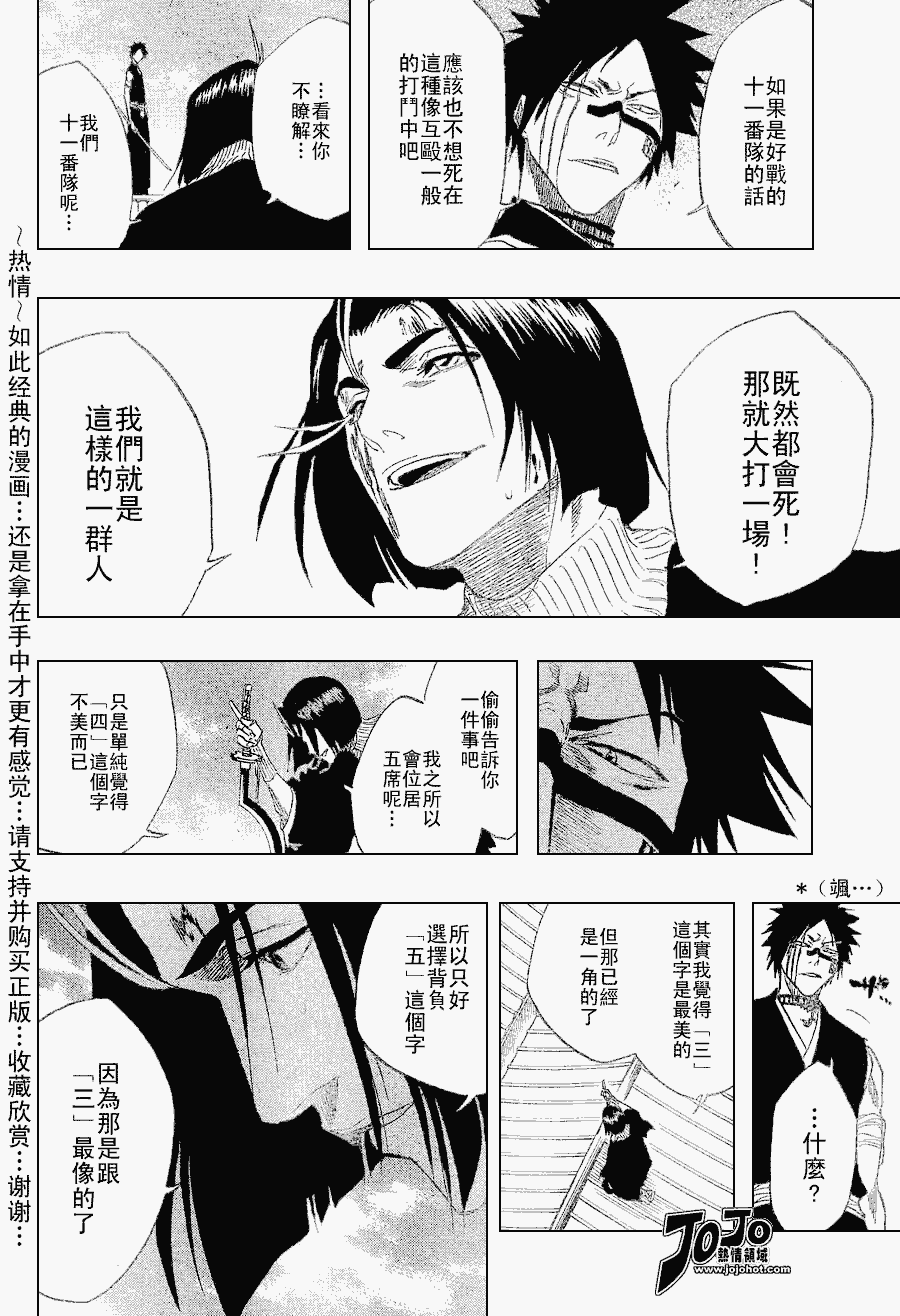 如果是好戰的
十一番隊的話
應該也不想死在
這種像互毆一般
的打鬥中吧
…看來你
不瞭解…
我們
十一番隊呢…
既然都會死！
那就大打一場！
我們就是
這樣的一群人
偷偷告訴你
一件事吧
我之所以
會位居
五席呢…
只是單純覺得
「四」這個字
不美而已
*（颯…）
…什麼？
其實我覺得「三」
這個字是最美的
但那已經
是一角的了
所以只好
選擇背負
「五」這個字
因為那是跟
「三」最像的了
～热情～如此经典的漫画…还是拿在手中才更有感觉…请支持并购买正版…收藏欣赏…谢谢…
JOJO
熱情領域
www.jojohot.com